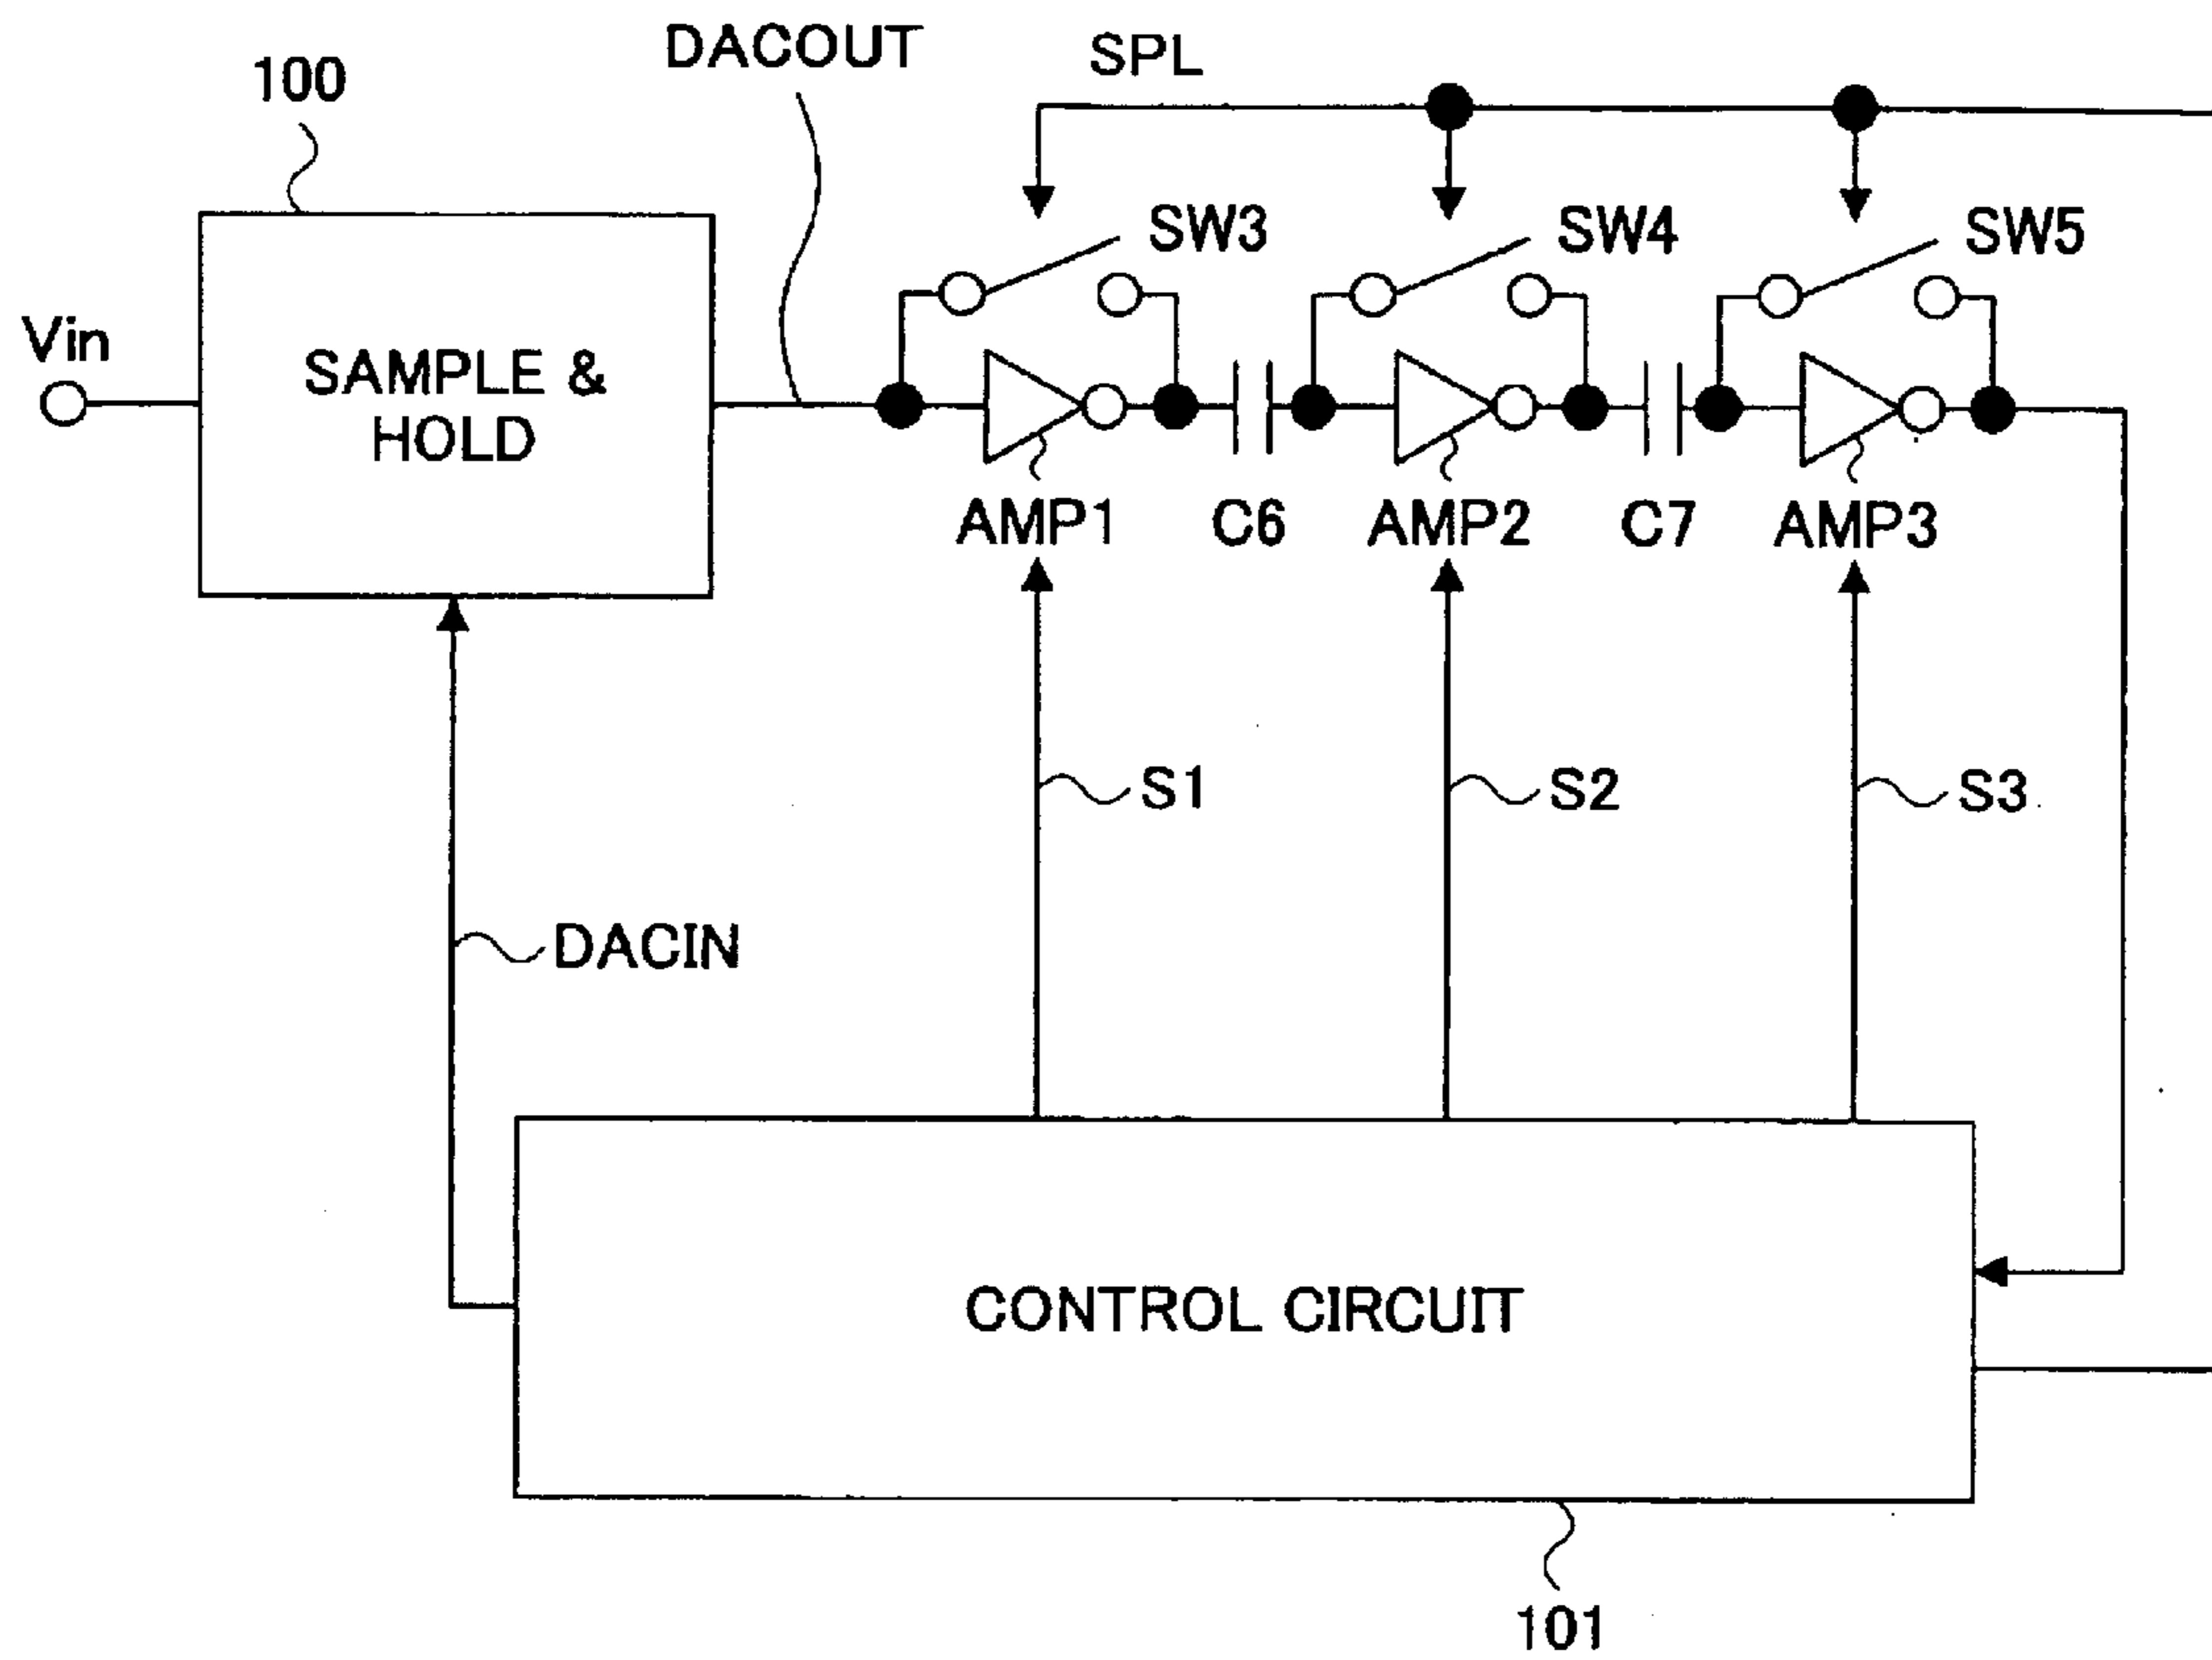 DACOUT
SPL
100
SW3
SW4
SW5
Vin
SAMPLE &
HOLD
AMP1
C6
AMP2
C7
AMP3
S1
S2
S3
DACIN
CONTROL CIRCUIT
101